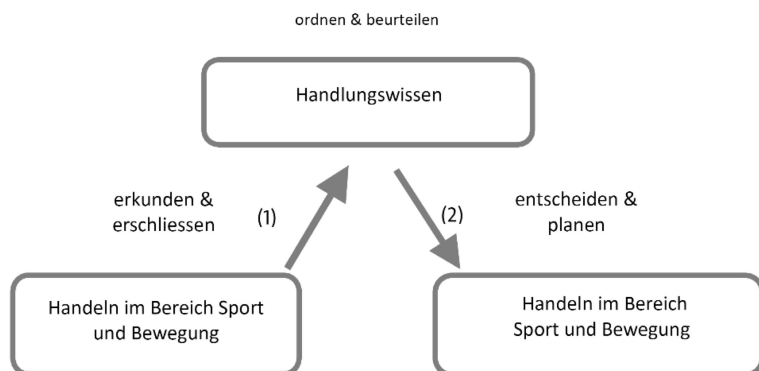 ordnen & beurteilen
Handlungswissen
erkunden &
erschliessen
(1)
(2)
entscheiden &
planen
Handeln im Bereich Sport
und Bewegung
Handeln im Bereich
Sport und Bewegung